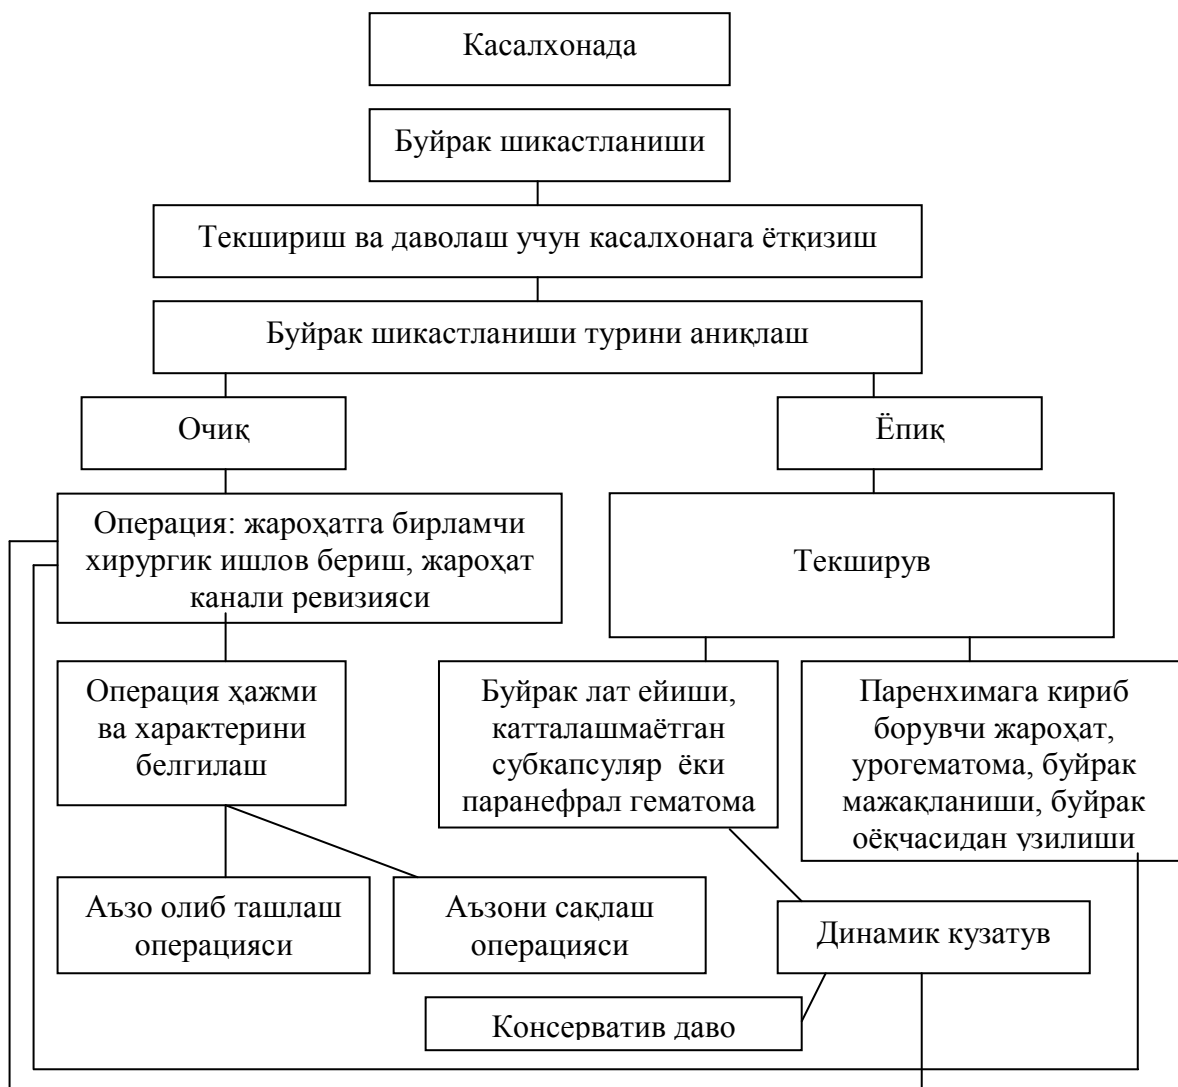 Касалхонада
Буйрак шикастланиши
Текшириш ва даволаш учун касалхонага ётқизиш
Буйрак шикастланиши турини аниқлаш
Очиқ
Ёпиқ
Операция: жароҳатга бирламчи
хирургик ишлов бериш, жароҳат
канали ревизияси
Текширув
Операция ҳажми
ва характерини
белгилаш
Буйрак лат ейиши,
катталашмаётган
субкапсуляр ёки
паранефрал гематома
Паренхимага кириб
борувчи жароҳат,
урогематома, буйрак
мажақланиши, буйрак
оёқчасидан узилиши
Аъзо олиб ташлаш
операцияси
Аъзони сақлаш
операцияси
Динамик кузатув
Консерватив даво